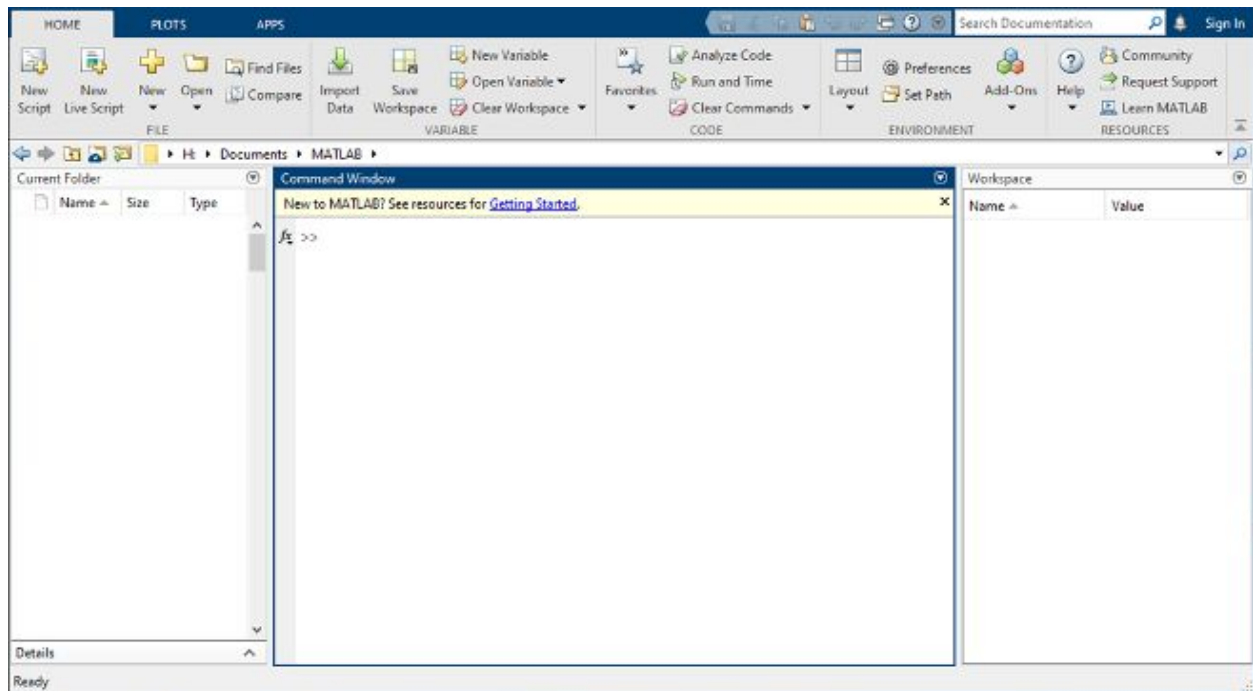 HOME PLOTS APPS Search Documentation Sign In
New Script New Live Script New Open Find Files Compare Import Data Save Workspace New Variable Open Variable Clear Workspace Favorites Analyze Code Run and Time Clear Commands Layout Preferences Set Path Add-Ons Help Community Request Support Learn MATLAB
FILE VARIABLE CODE ENVIRONMENT RESOURCES
H: Documents MATLAB
Current Folder Command Window Workspace
Name Size Type New to MATLAB? See resources for Getting Started. Name Value
fx >>
Details
Ready